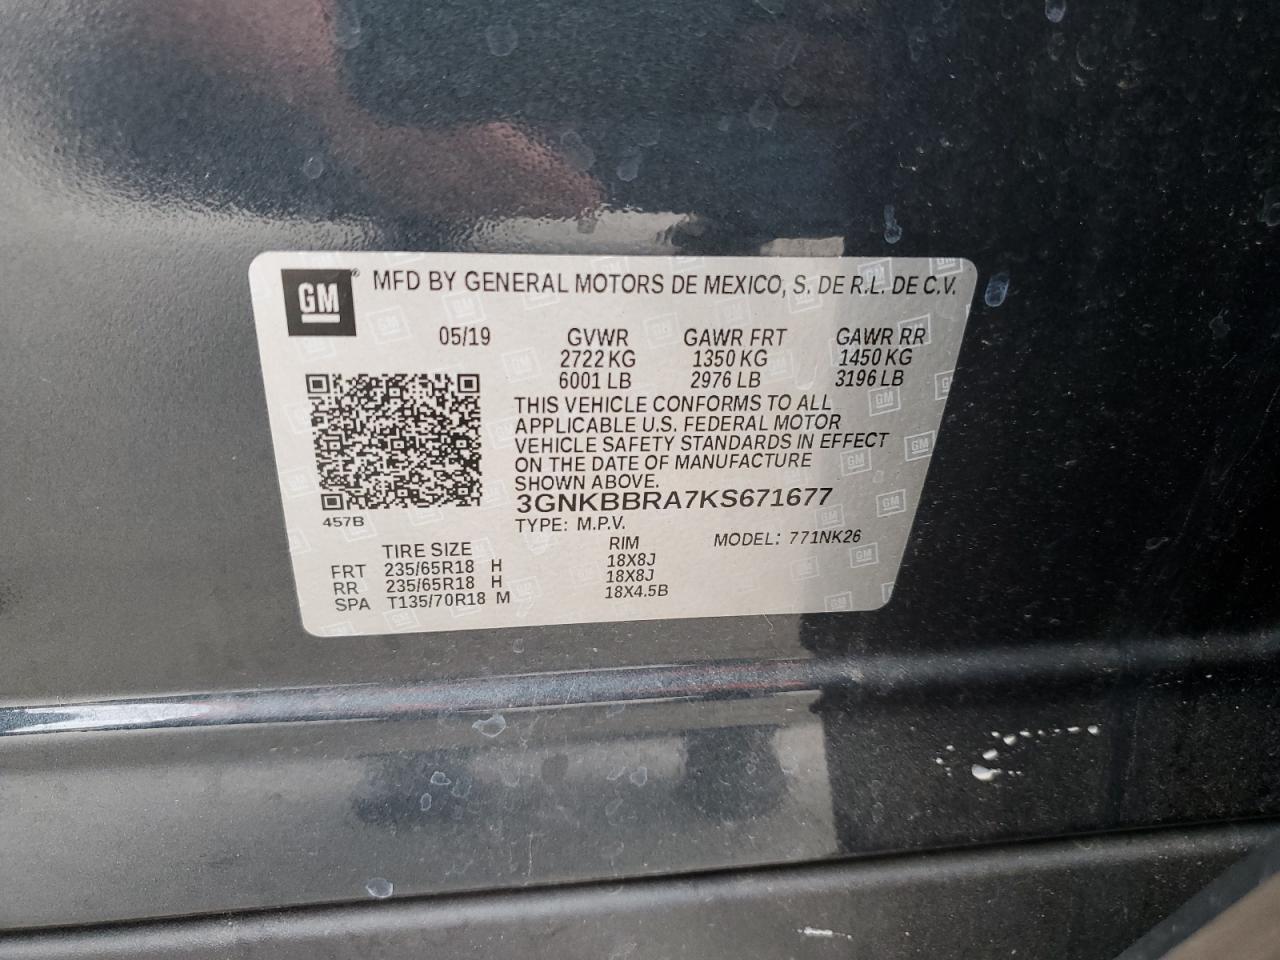 GM ® MFD BY GENERAL MOTORS DE MEXICO, S. DE R.L. DE C.V.
05/19 GVWR GAWR FRT GAWR RR
2722 KG 1350 KG 1450 KG
6001 LB 2976 LB 3196 LB
THIS VEHICLE CONFORMS TO ALL
APPLICABLE U.S. FEDERAL MOTOR
VEHICLE SAFETY STANDARDS IN EFFECT
ON THE DATE OF MANUFACTURE
SHOWN ABOVE.
3GNKBBRA7KS671677
457B
TYPE: M.P.V.
MODEL: 771NK26
TIRE SIZE RIM
FRT 235/65R18 H 18X8J
RR 235/65R18 H 18X8J
SPA T135/70R18 M 18X4.5B